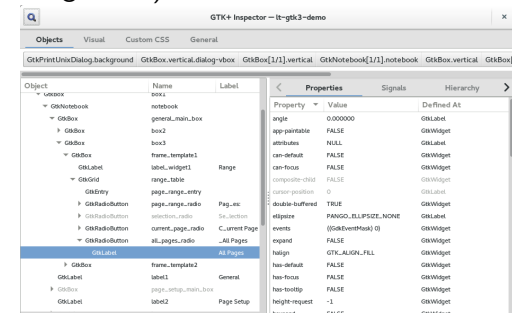 GTK+ Inspector — lt-gtk3-demo
Objects Visual Custom CSS General
GtkPrintUnixDialog.background GtkBox.vertical.dialog-vbox GtkBox[1/1].vertical GtkNotebook[1/1].notebook GtkBox.vertical GtkBox[
Object Name Label
GtkBox box1
GtkNotebook notebook
GtkBox general_main_box
GtkBox box2
GtkBox box3
GtkBox frame_template1
GtkLabel label_widget1 Range
GtkGrid range_table
GtkEntry page_range_entry
GtkRadioButton page_range_radio Pag_es:
GtkRadioButton selection_radio Se_lection
GtkRadioButton current_page_radio C_urrent Page
GtkRadioButton all_pages_radio _All Pages
GtkLabel All Pages
GtkBox frame_template2
GtkLabel label1 General
GtkBox page_setup_main_box
GtkLabel label2 Page Setup
Properties Signals Hierarchy
Property Value Defined At
angle 0.000000 GtkLabel
app-paintable FALSE GtkWidget
attributes NULL GtkLabel
can-default FALSE GtkWidget
can-focus FALSE GtkWidget
composite-child FALSE GtkWidget
cursor-position 0 GtkLabel
double-buffered TRUE GtkWidget
ellipsize PANGO_ELLIPSIZE_NONE GtkLabel
events ((GdkEventMask) 0) GtkWidget
expand FALSE GtkWidget
halign GTK_ALIGN_FILL GtkWidget
has-default FALSE GtkWidget
has-focus FALSE GtkWidget
has-tooltip FALSE GtkWidget
height-request -1 GtkWidget